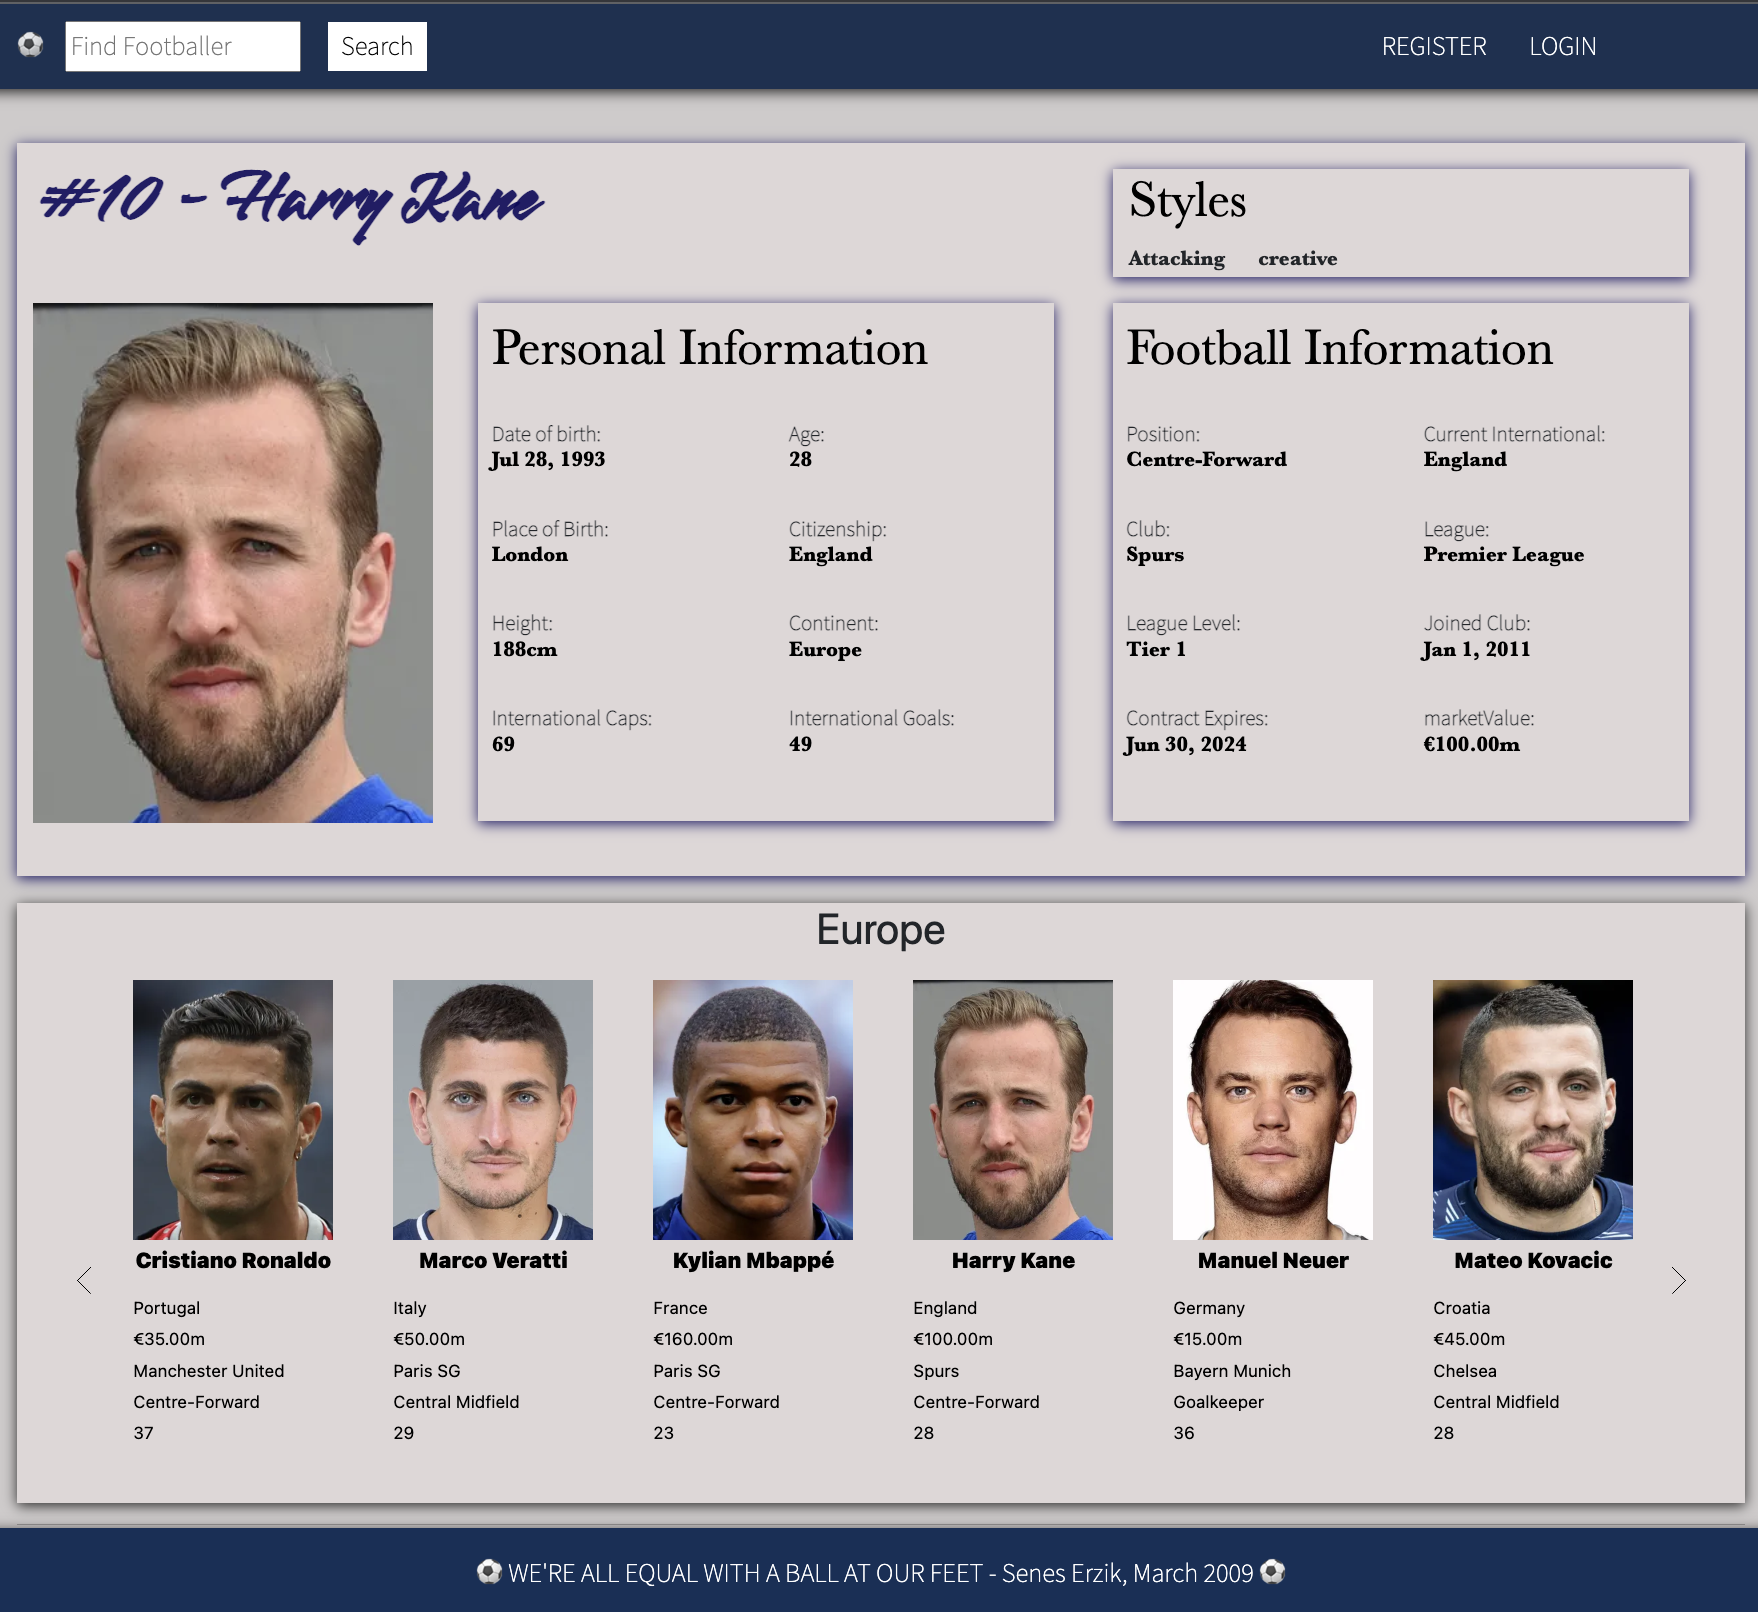 Find Footballer Search REGISTER LOGIN
#10 - Harry Kane
Styles
Attacking creative
Personal Information
Date of birth: Age:
Jul 28, 1993 28
Place of Birth: Citizenship:
London England
Height: Continent:
188cm Europe
International Caps: International Goals:
69 49
Football Information
Position: Current International:
Centre-Forward England
Club: League:
Spurs Premier League
League Level: Joined Club:
Tier 1 Jan 1, 2011
Contract Expires: marketValue:
Jun 30, 2024 €100.00m
Europe
Cristiano Ronaldo
Portugal
€35.00m
Manchester United
Centre-Forward
37
Marco Veratti
Italy
€50.00m
Paris SG
Central Midfield
29
Kylian Mbappé
France
€160.00m
Paris SG
Centre-Forward
23
Harry Kane
England
€100.00m
Spurs
Centre-Forward
28
Manuel Neuer
Germany
€15.00m
Bayern Munich
Goalkeeper
36
Mateo Kovacic
Croatia
€45.00m
Chelsea
Central Midfield
28
WE'RE ALL EQUAL WITH A BALL AT OUR FEET - Senes Erzik, March 2009